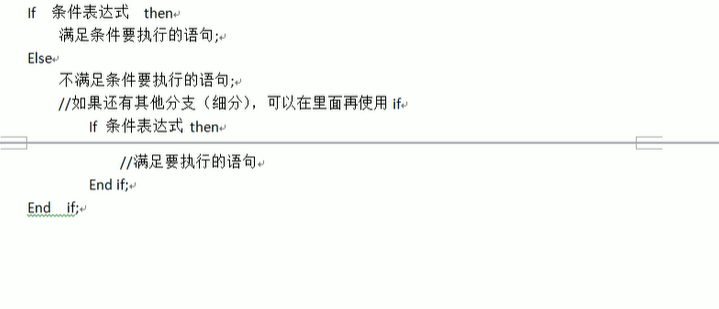 If 条件表达式 then
满足条件要执行的语句;
Else
不满足条件要执行的语句;
//如果还有其他分支（细分），可以在里面再使用 if
If 条件表达式 then
//满足要执行的语句
End if;
End if;